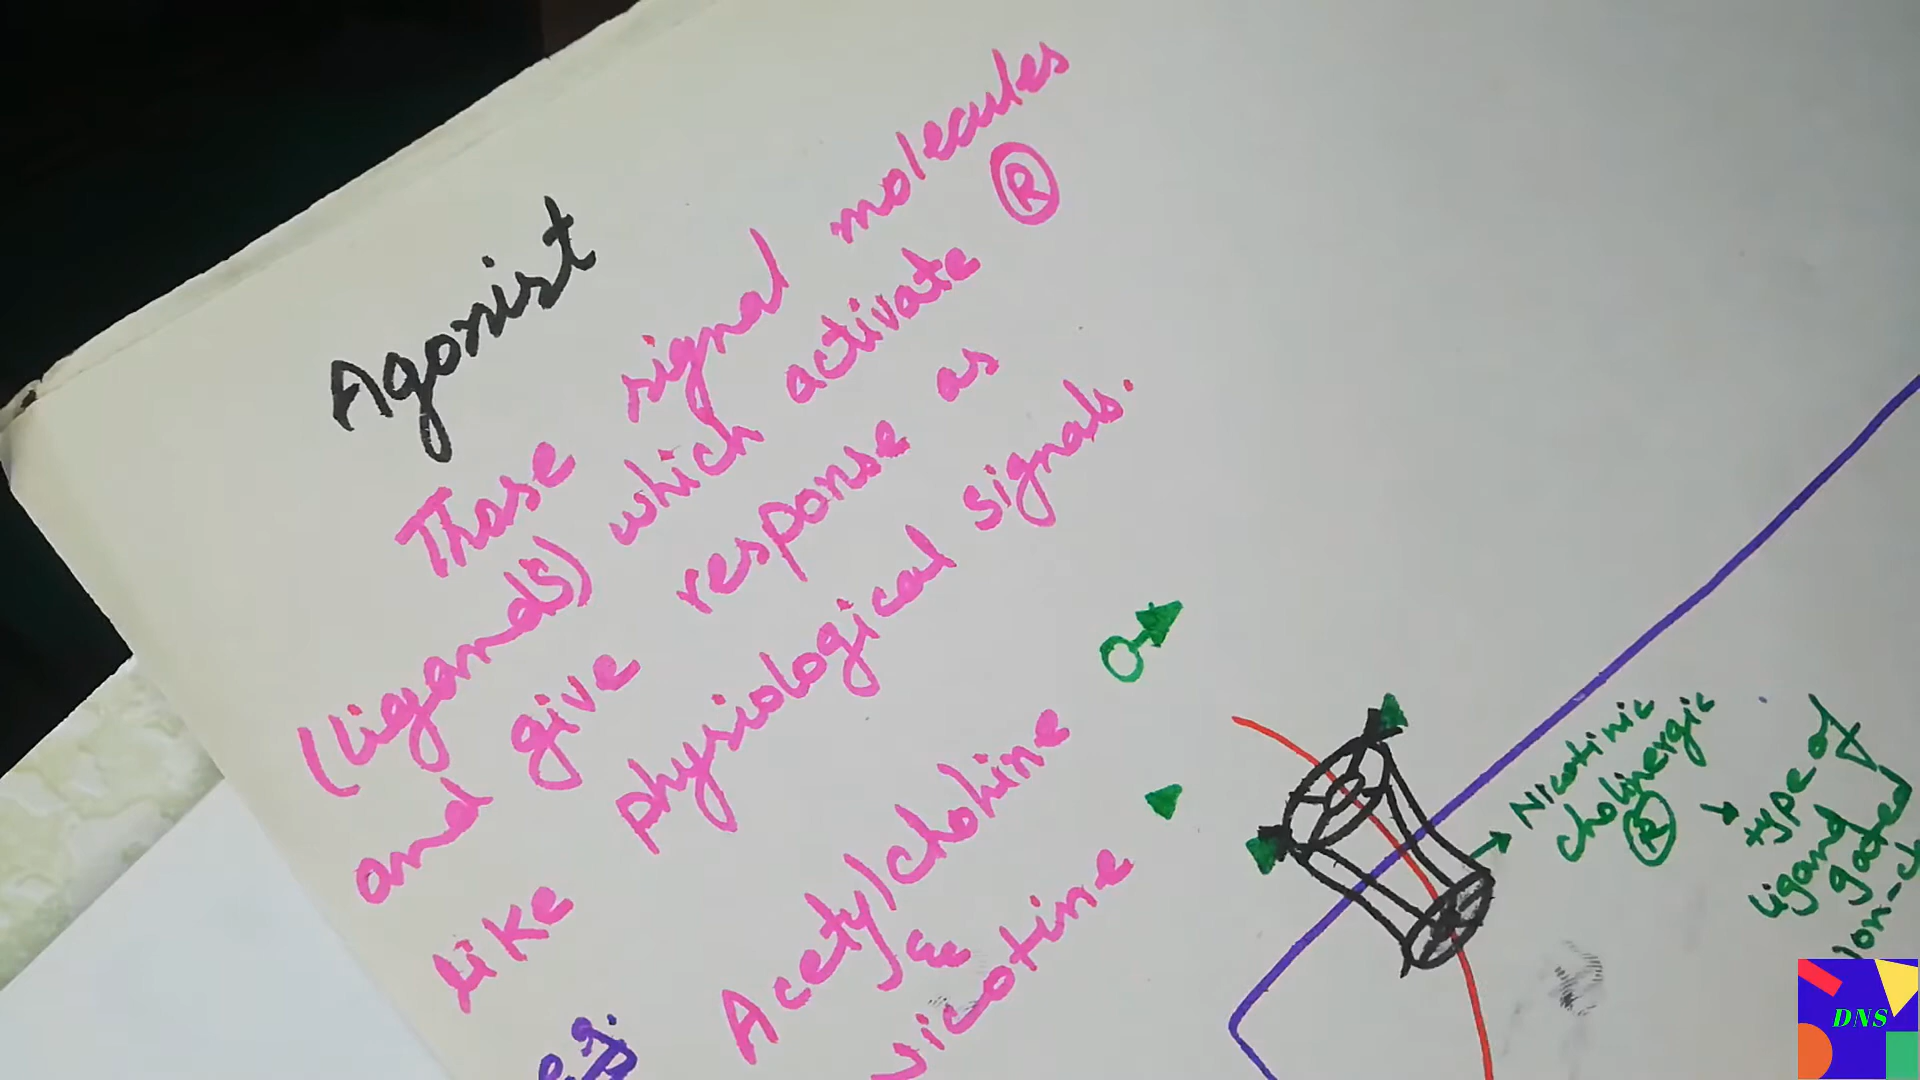 Agonist
Those signal molecules
(ligands) which activate Ⓡ
and give response as
like physiological signals.
e.g. Acetylcholine
&
Nicotine
Nicotinic
cholinergic
Ⓡ
type of
ligand
gated
DNS